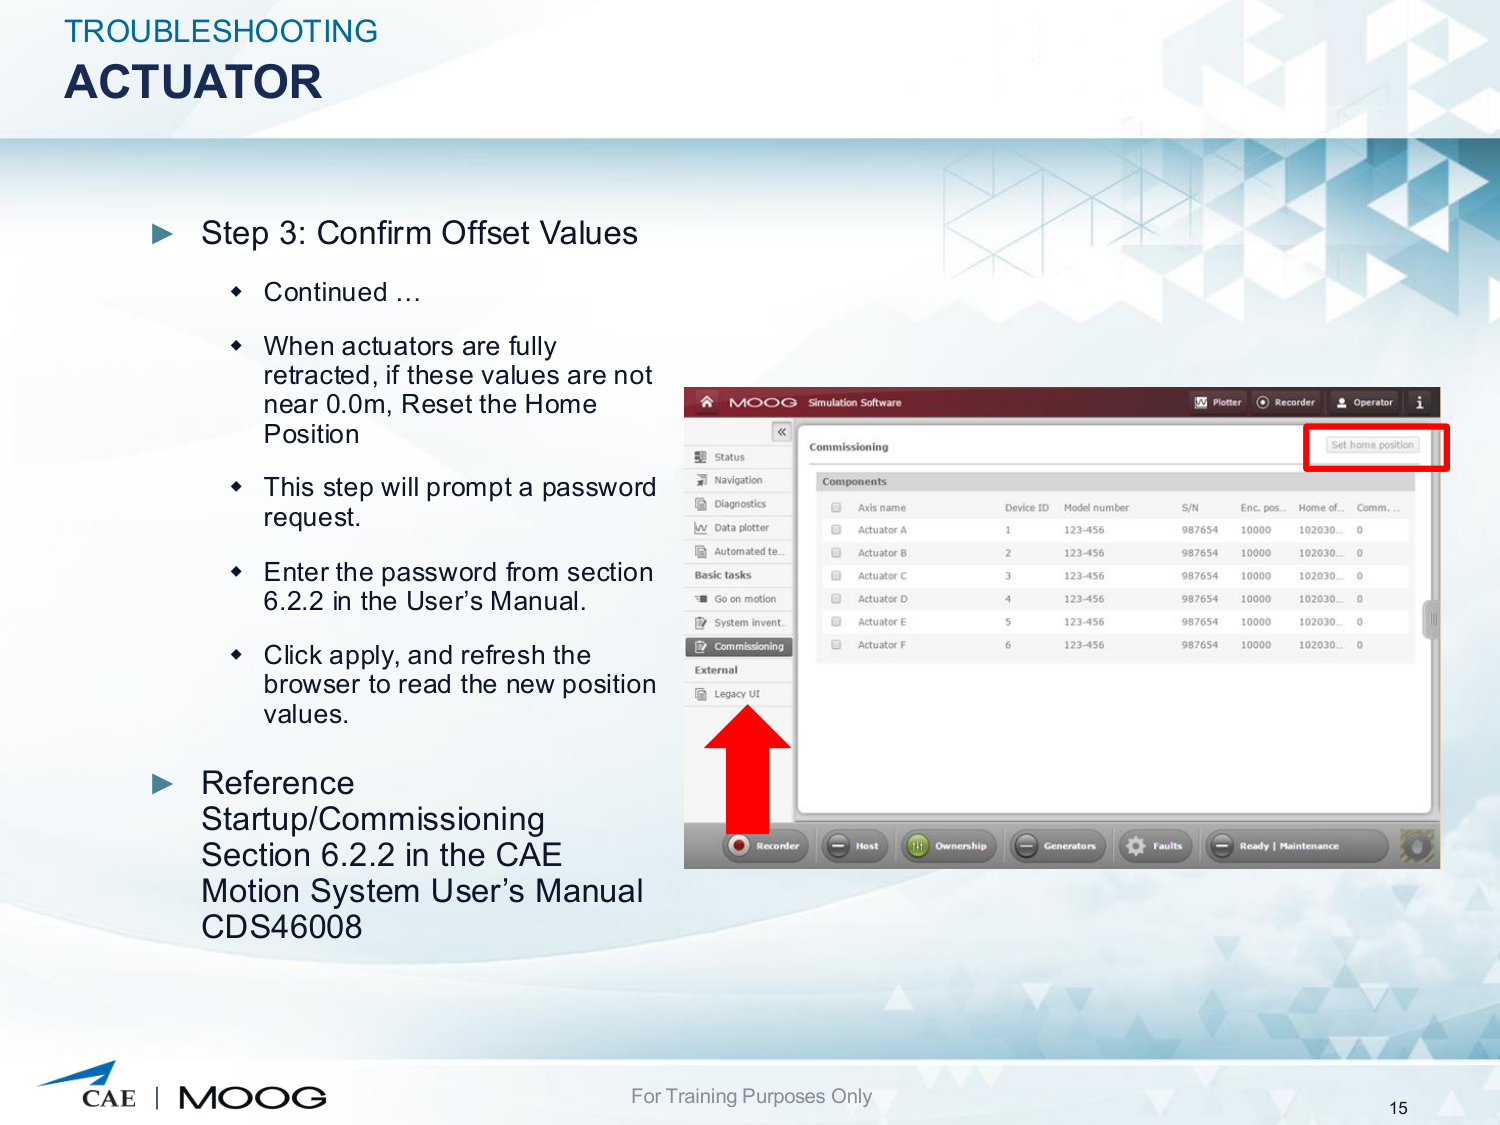 TROUBLESHOOTING
ACTUATOR
► Step 3: Confirm Offset Values
◆ Continued …
◆ When actuators are fully
retracted, if these values are not
near 0.0m, Reset the Home
Position
◆ This step will prompt a password
request.
◆ Enter the password from section
6.2.2 in the User’s Manual.
◆ Click apply, and refresh the
browser to read the new position
values.
► Reference
Startup/Commissioning
Section 6.2.2 in the CAE
Motion System User’s Manual
CDS46008
MOOG Simulation Software Plotter Recorder Operator i
«
Status
Navigation
Diagnostics
Data plotter
Automated te...
Basic tasks
Go on motion
System invent...
Commissioning
External
Legacy UI
Commissioning Set home position
Components
Axis name Device ID Model number S/N Enc. pos... Home of... Comm. ...
Actuator A 1 123-456 987654 10000 102030... 0
Actuator B 2 123-456 987654 10000 102030... 0
Actuator C 3 123-456 987654 10000 102030... 0
Actuator D 4 123-456 987654 10000 102030... 0
Actuator E 5 123-456 987654 10000 102030... 0
Actuator F 6 123-456 987654 10000 102030... 0
Recorder Host Ownership Generators Faults Ready | Maintenance
CAE | MOOG
For Training Purposes Only
15